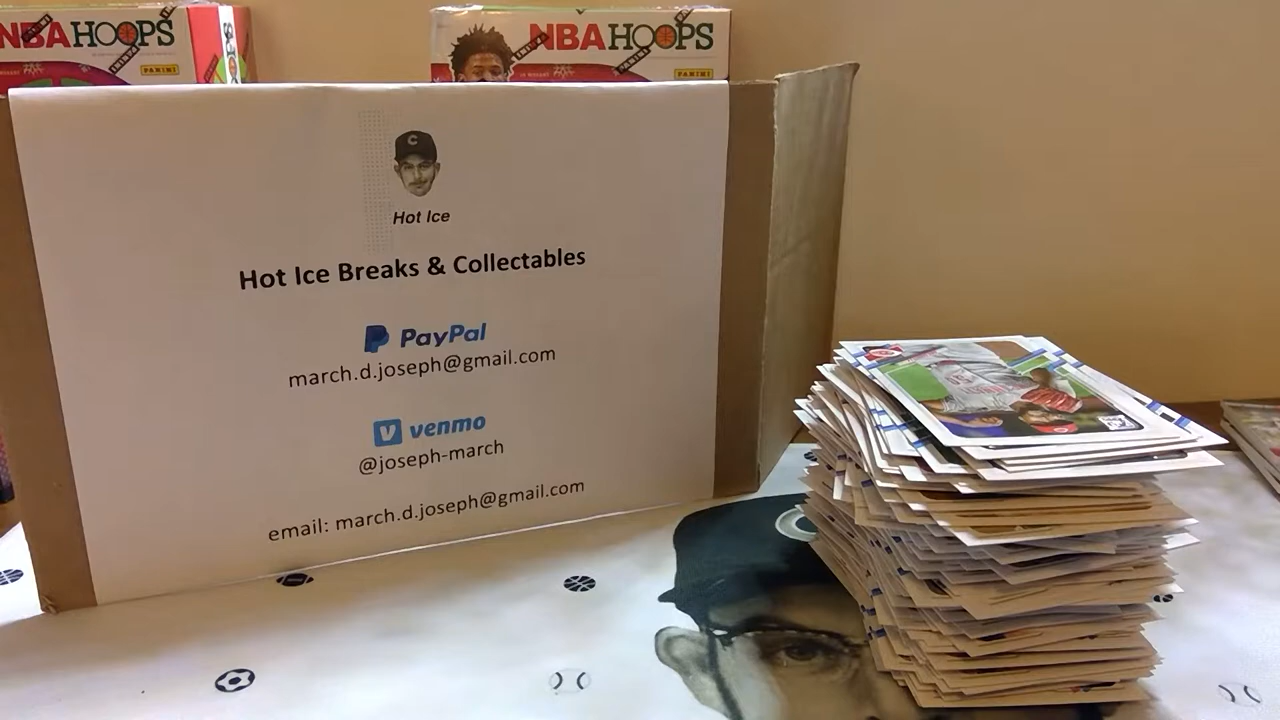 NBA HOOPS
PANINI
NBA HOOPS
PANINI
C
Hot Ice
Hot Ice Breaks & Collectables
PayPal
march.d.joseph@gmail.com
venmo
@joseph-march
email: march.d.joseph@gmail.com